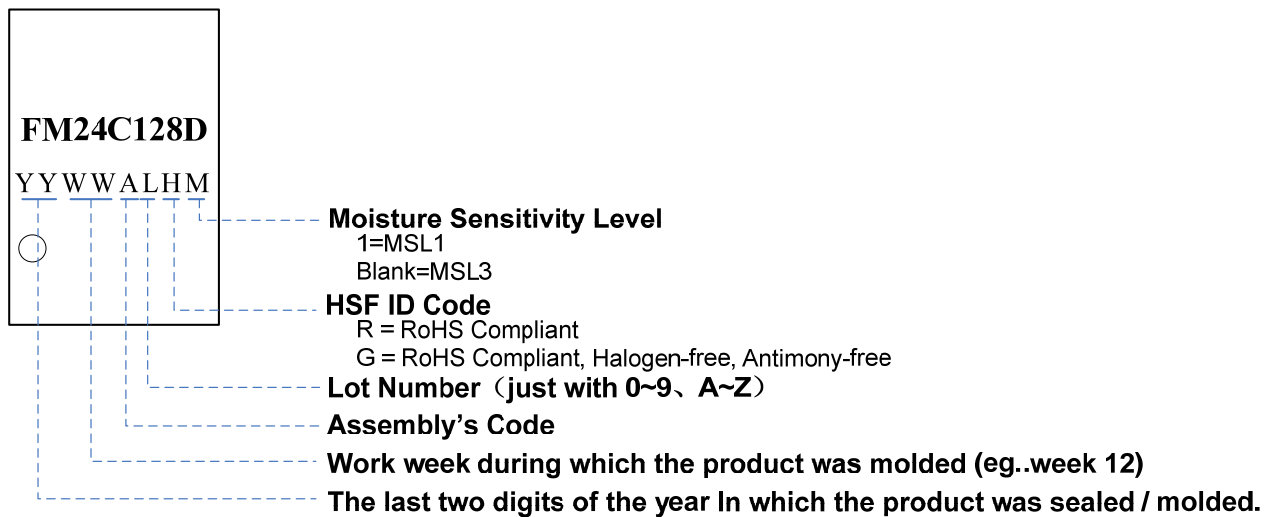 FM24C128D
YYWWALHM
Moisture Sensitivity Level
1=MSL1
Blank=MSL3
HSF ID Code
R = RoHS Compliant
G = RoHS Compliant, Halogen-free, Antimony-free
Lot Number（just with 0~9、A~Z）
Assembly’s Code
Work week during which the product was molded (eg..week 12)
The last two digits of the year In which the product was sealed / molded.